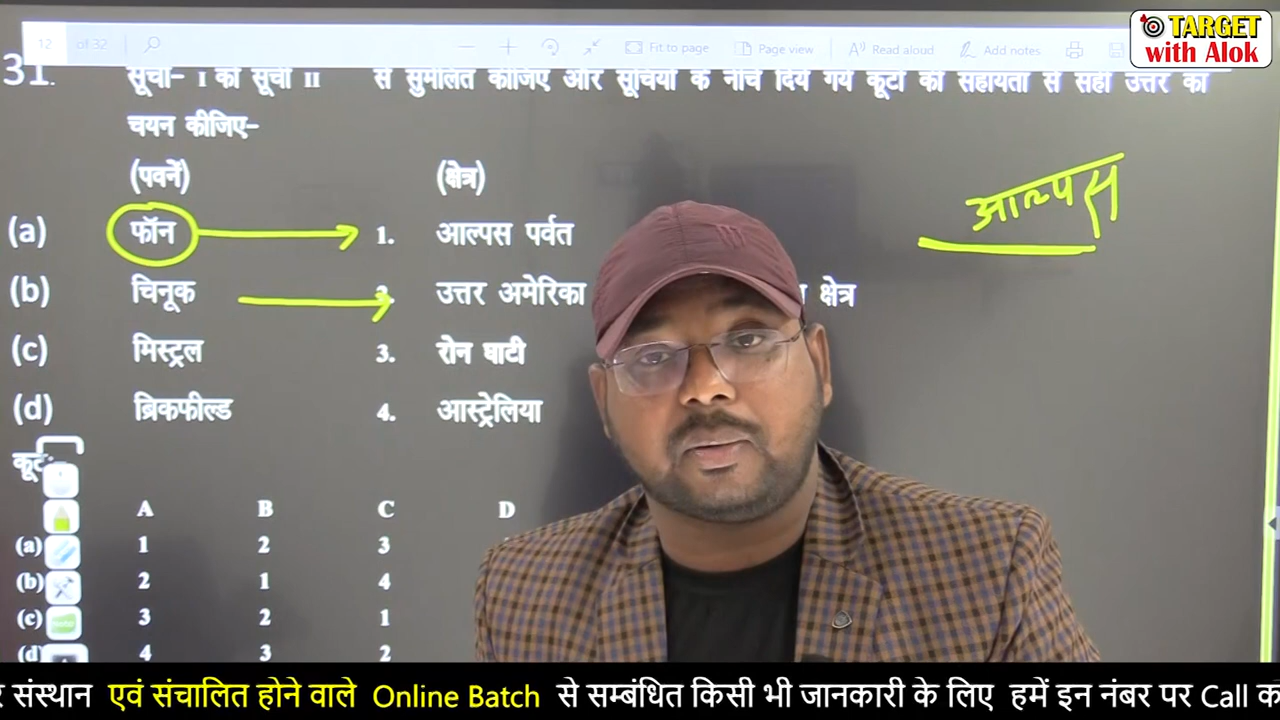 TARGET
with Alok
12 of 32 Fit to page Page view Read aloud Add notes
31. सूची- I को सूची II से सुमेलित कीजिए और सूचियों के नीचे दिये गये कूटों की सहायता से सही उत्तर का
चयन कीजिए-
(पवनें) (क्षेत्र)
आल्पस
(a) फॉन 1. आल्पस पर्वत
(b) चिनूक 2. उत्तर अमेरिका क्षेत्र
(c) मिस्ट्रल 3. रोन घाटी
(d) ब्रिकफील्ड 4. आस्ट्रेलिया
कूटः-
A B C D
(a) 1 2 3
(b) 2 1 4
(c) 3 2 1
(d) 4 3 2
संस्थान एवं संचालित होने वाले Online Batch से सम्बंधित किसी भी जानकारी के लिए हमें इन नंबर पर Call